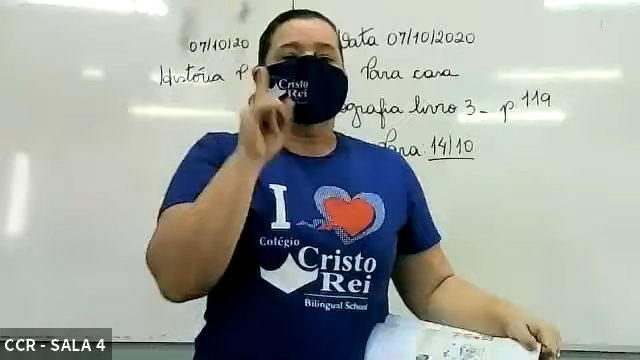 07/10/20
Data 07/10/2020
História
Para casa
ografia livro 3 - p 119
Para: 14/10
Cristo
Rei
I
Colégio
Cristo
Rei
Bilingual School
CCR - SALA 4